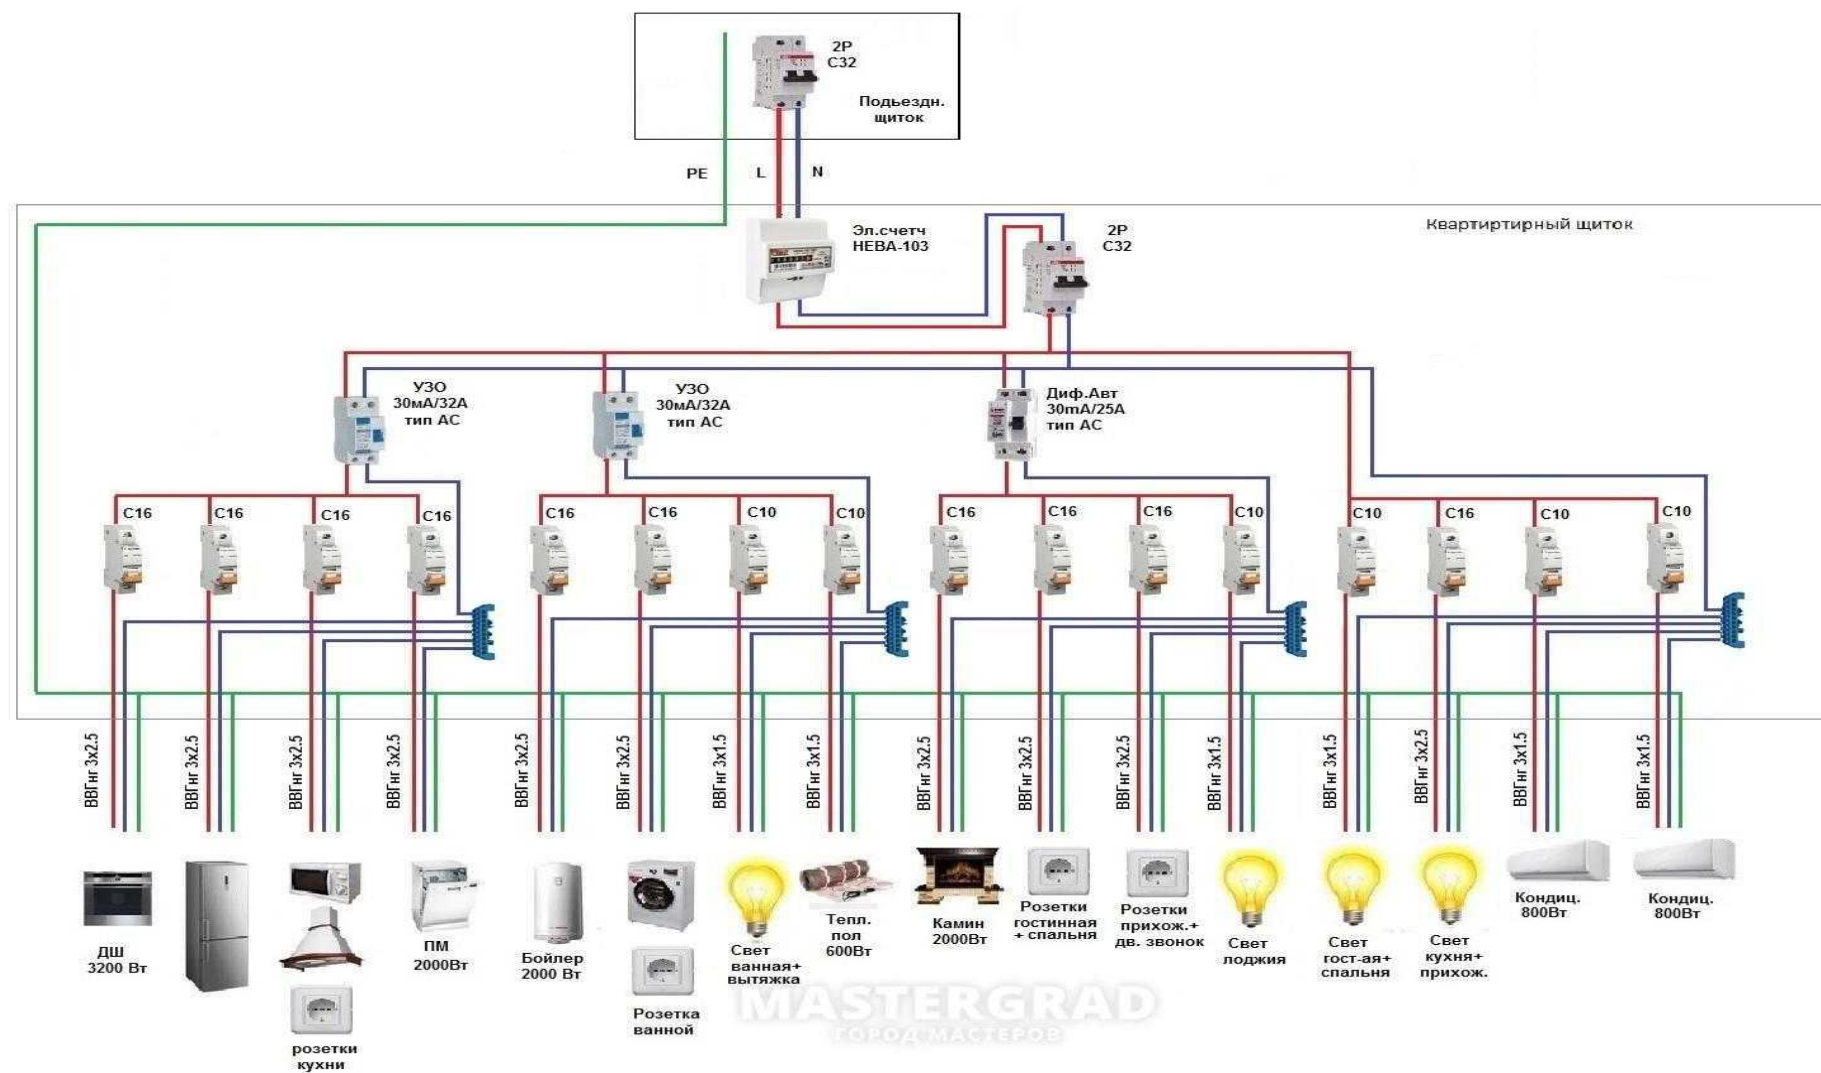 2P
C32
Подьездн.
щиток
PE
L
N
Эл.счетч
НЕВА-103
2P
C32
Квартиртирный щиток
УЗО
30мА/32А
тип АС
УЗО
30мА/32А
тип АС
Диф.Авт
30mA/25A
тип АС
C16
C16
C16
C16
C16
C16
C10
C10
C16
C16
C16
C10
C10
C16
C10
C10
ВВГнг 3х2.5
ВВГнг 3х2.5
ВВГнг 3х2.5
ВВГнг 3х2.5
ВВГнг 3х2.5
ВВГнг 3х2.5
ВВГнг 3х1.5
ВВГнг 3х1.5
ВВГнг 3х2.5
ВВГнг 3х2.5
ВВГнг 3х2.5
ВВГнг 3х1.5
ВВГнг 3х1.5
ВВГнг 3х2.5
ВВГнг 3х1.5
ВВГнг 3х1.5
ДШ
3200 Вт
розетки
кухни
ПМ
2000Вт
Бойлер
2000 Вт
Розетка
ванной
Свет
ванная+
вытяжка
Тепл.
пол
600Вт
Камин
2000Вт
Розетки
гостинная
+ спальня
Розетки
прихож.+
дв. звонок
Свет
лоджия
Свет
гост-ая+
спальня
Свет
кухня+
прихож.
Кондиц.
800Вт
Кондиц.
800Вт
MASTERGRAD
ГОРОД МАСТЕРОВ